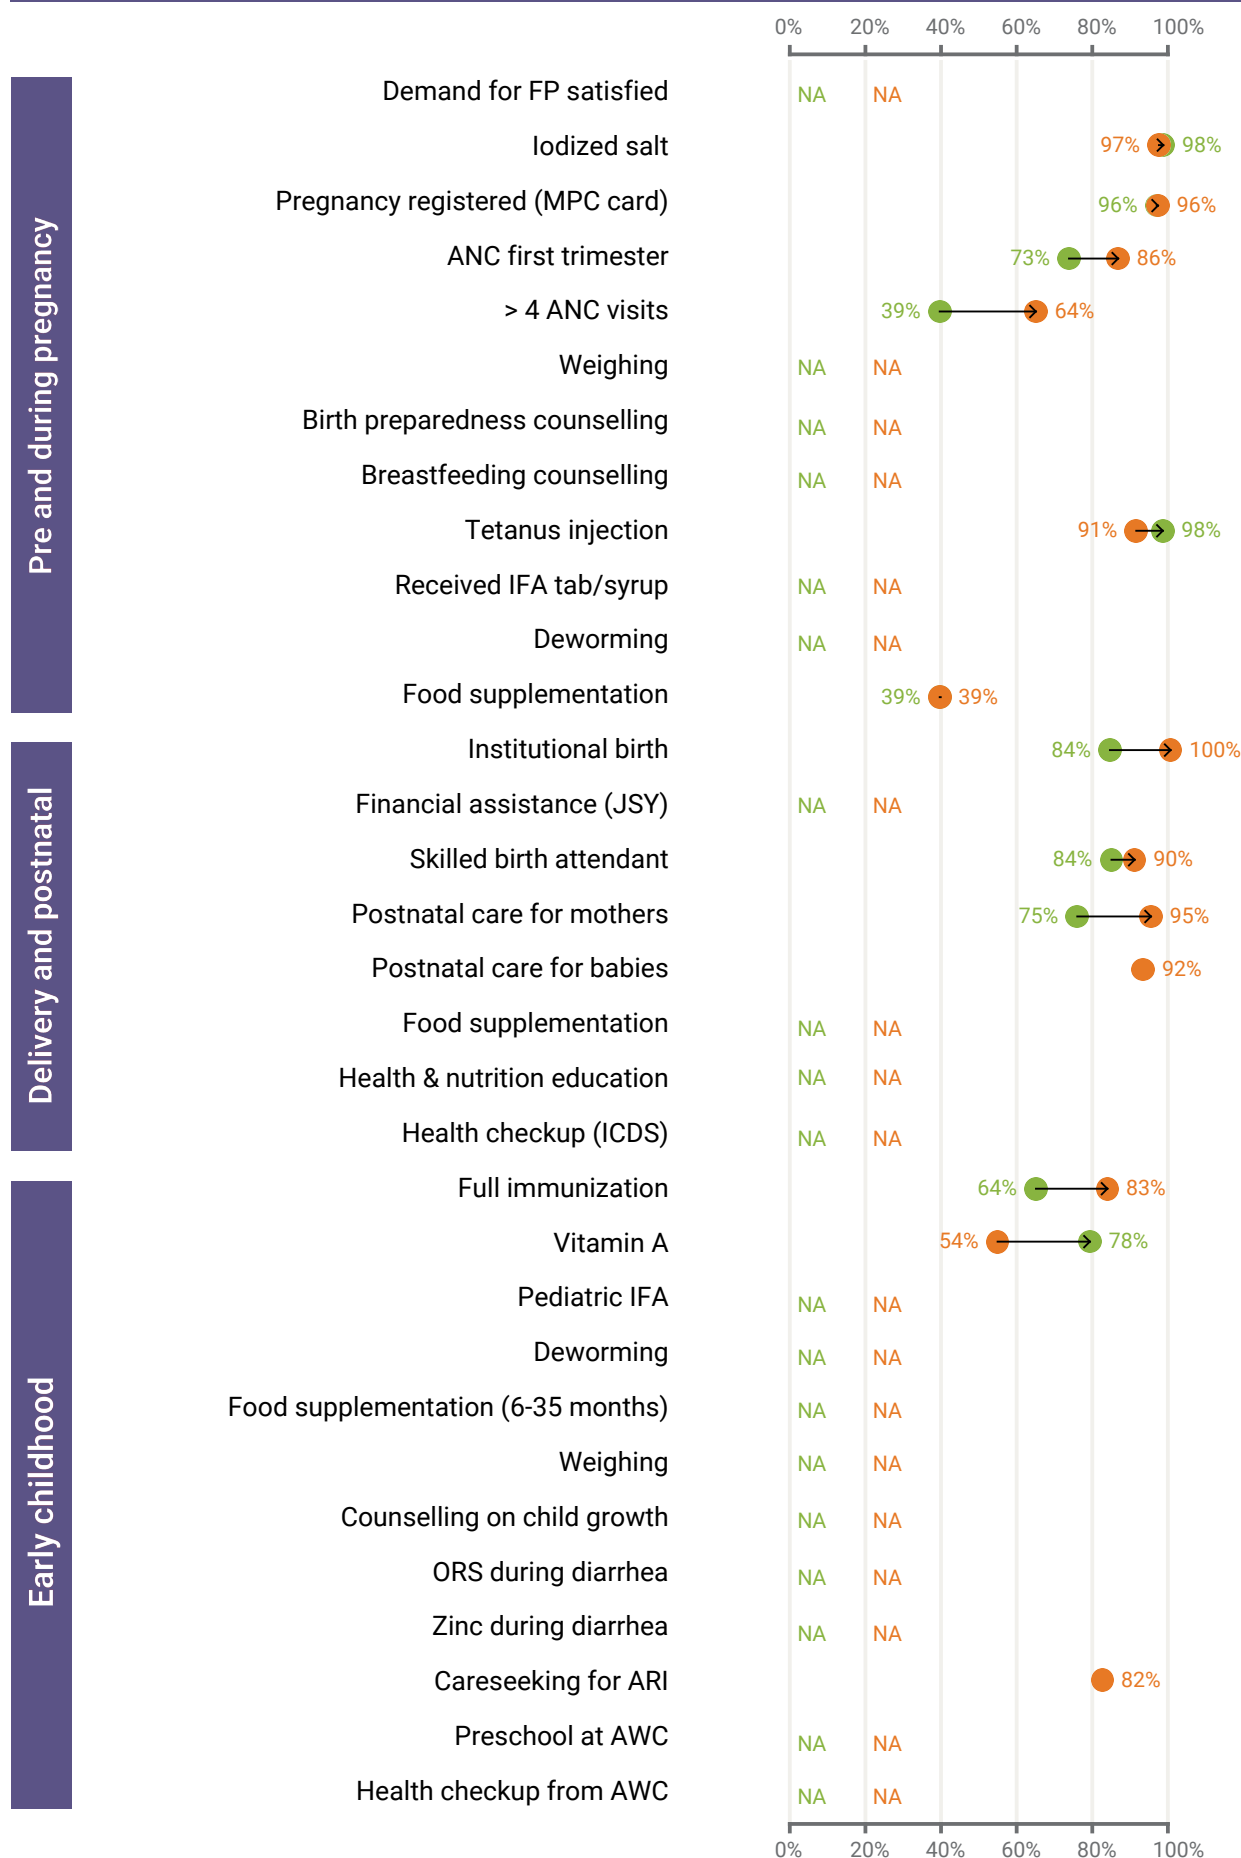 0% 20% 40% 60% 80% 100%
Pre and during pregnancy
Demand for FP satisfied NA NA
Iodized salt 97% 98%
Pregnancy registered (MPC card) 96% 96%
ANC first trimester 73% 86%
> 4 ANC visits 39% 64%
Weighing NA NA
Birth preparedness counselling NA NA
Breastfeeding counselling NA NA
Tetanus injection 91% 98%
Received IFA tab/syrup NA NA
Deworming NA NA
Food supplementation 39% 39%
Delivery and postnatal
Institutional birth 84% 100%
Financial assistance (JSY) NA NA
Skilled birth attendant 84% 90%
Postnatal care for mothers 75% 95%
Postnatal care for babies 92%
Food supplementation NA NA
Health & nutrition education NA NA
Health checkup (ICDS) NA NA
Early childhood
Full immunization 64% 83%
Vitamin A 54% 78%
Pediatric IFA NA NA
Deworming NA NA
Food supplementation (6-35 months) NA NA
Weighing NA NA
Counselling on child growth NA NA
ORS during diarrhea NA NA
Zinc during diarrhea NA NA
Careseeking for ARI 82%
Preschool at AWC NA NA
Health checkup from AWC NA NA
0% 20% 40% 60% 80% 100%